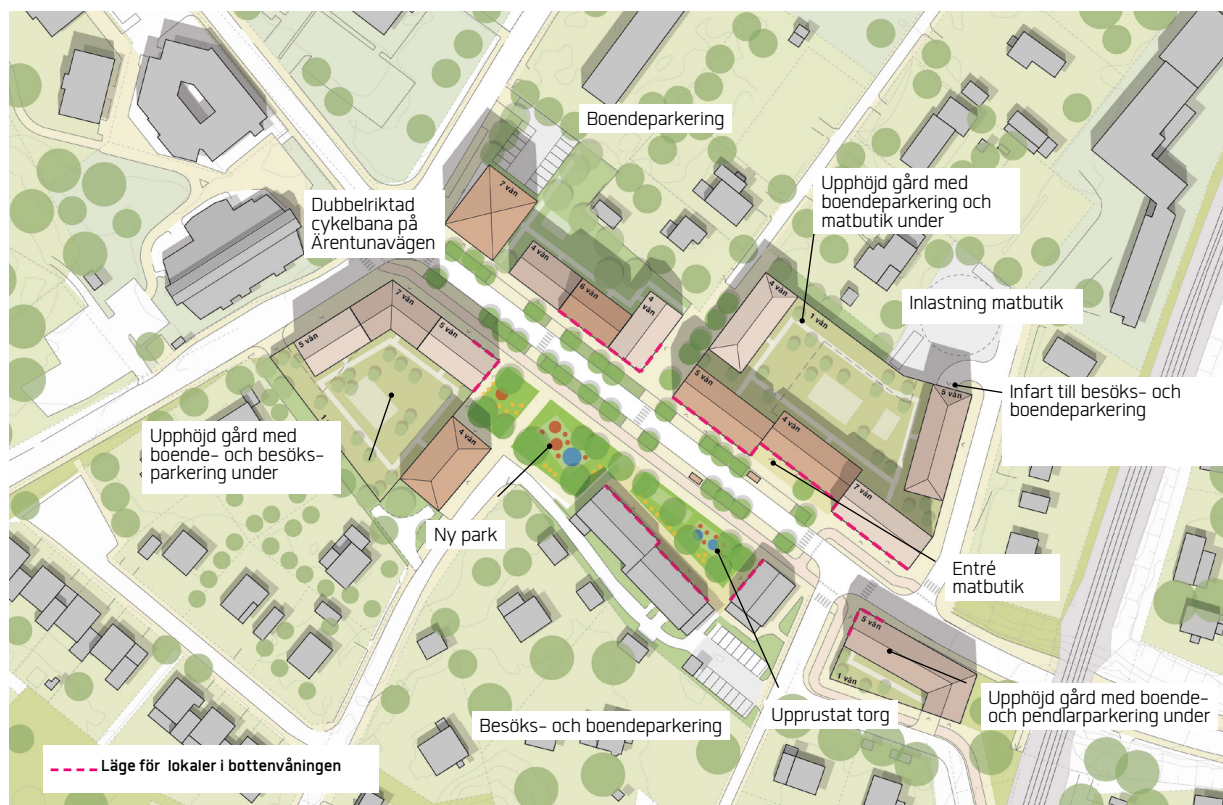 Boendeparkering
Upphöjd gård med
boendeparkering och
matbutik under
Dubbelriktad
cykelbana på
Ärentunavägen
7 vån
4 vån
6 vån
4 vån
4 vån
1 vån
Inlastning matbutik
5 vån
7 vån
5 vån
5 vån
4 vån
7 vån
5 vån
Infart till besöks- och
boendeparkering
Upphöjd gård med
boende- och besöks-
parkering under
4 vån
Ny park
Entré
matbutik
5 vån
1 vån
Upphöjd gård med boende-
och pendlarparkering under
Besöks- och boendeparkering
Upprustat torg
Läge för lokaler i bottenvåningen